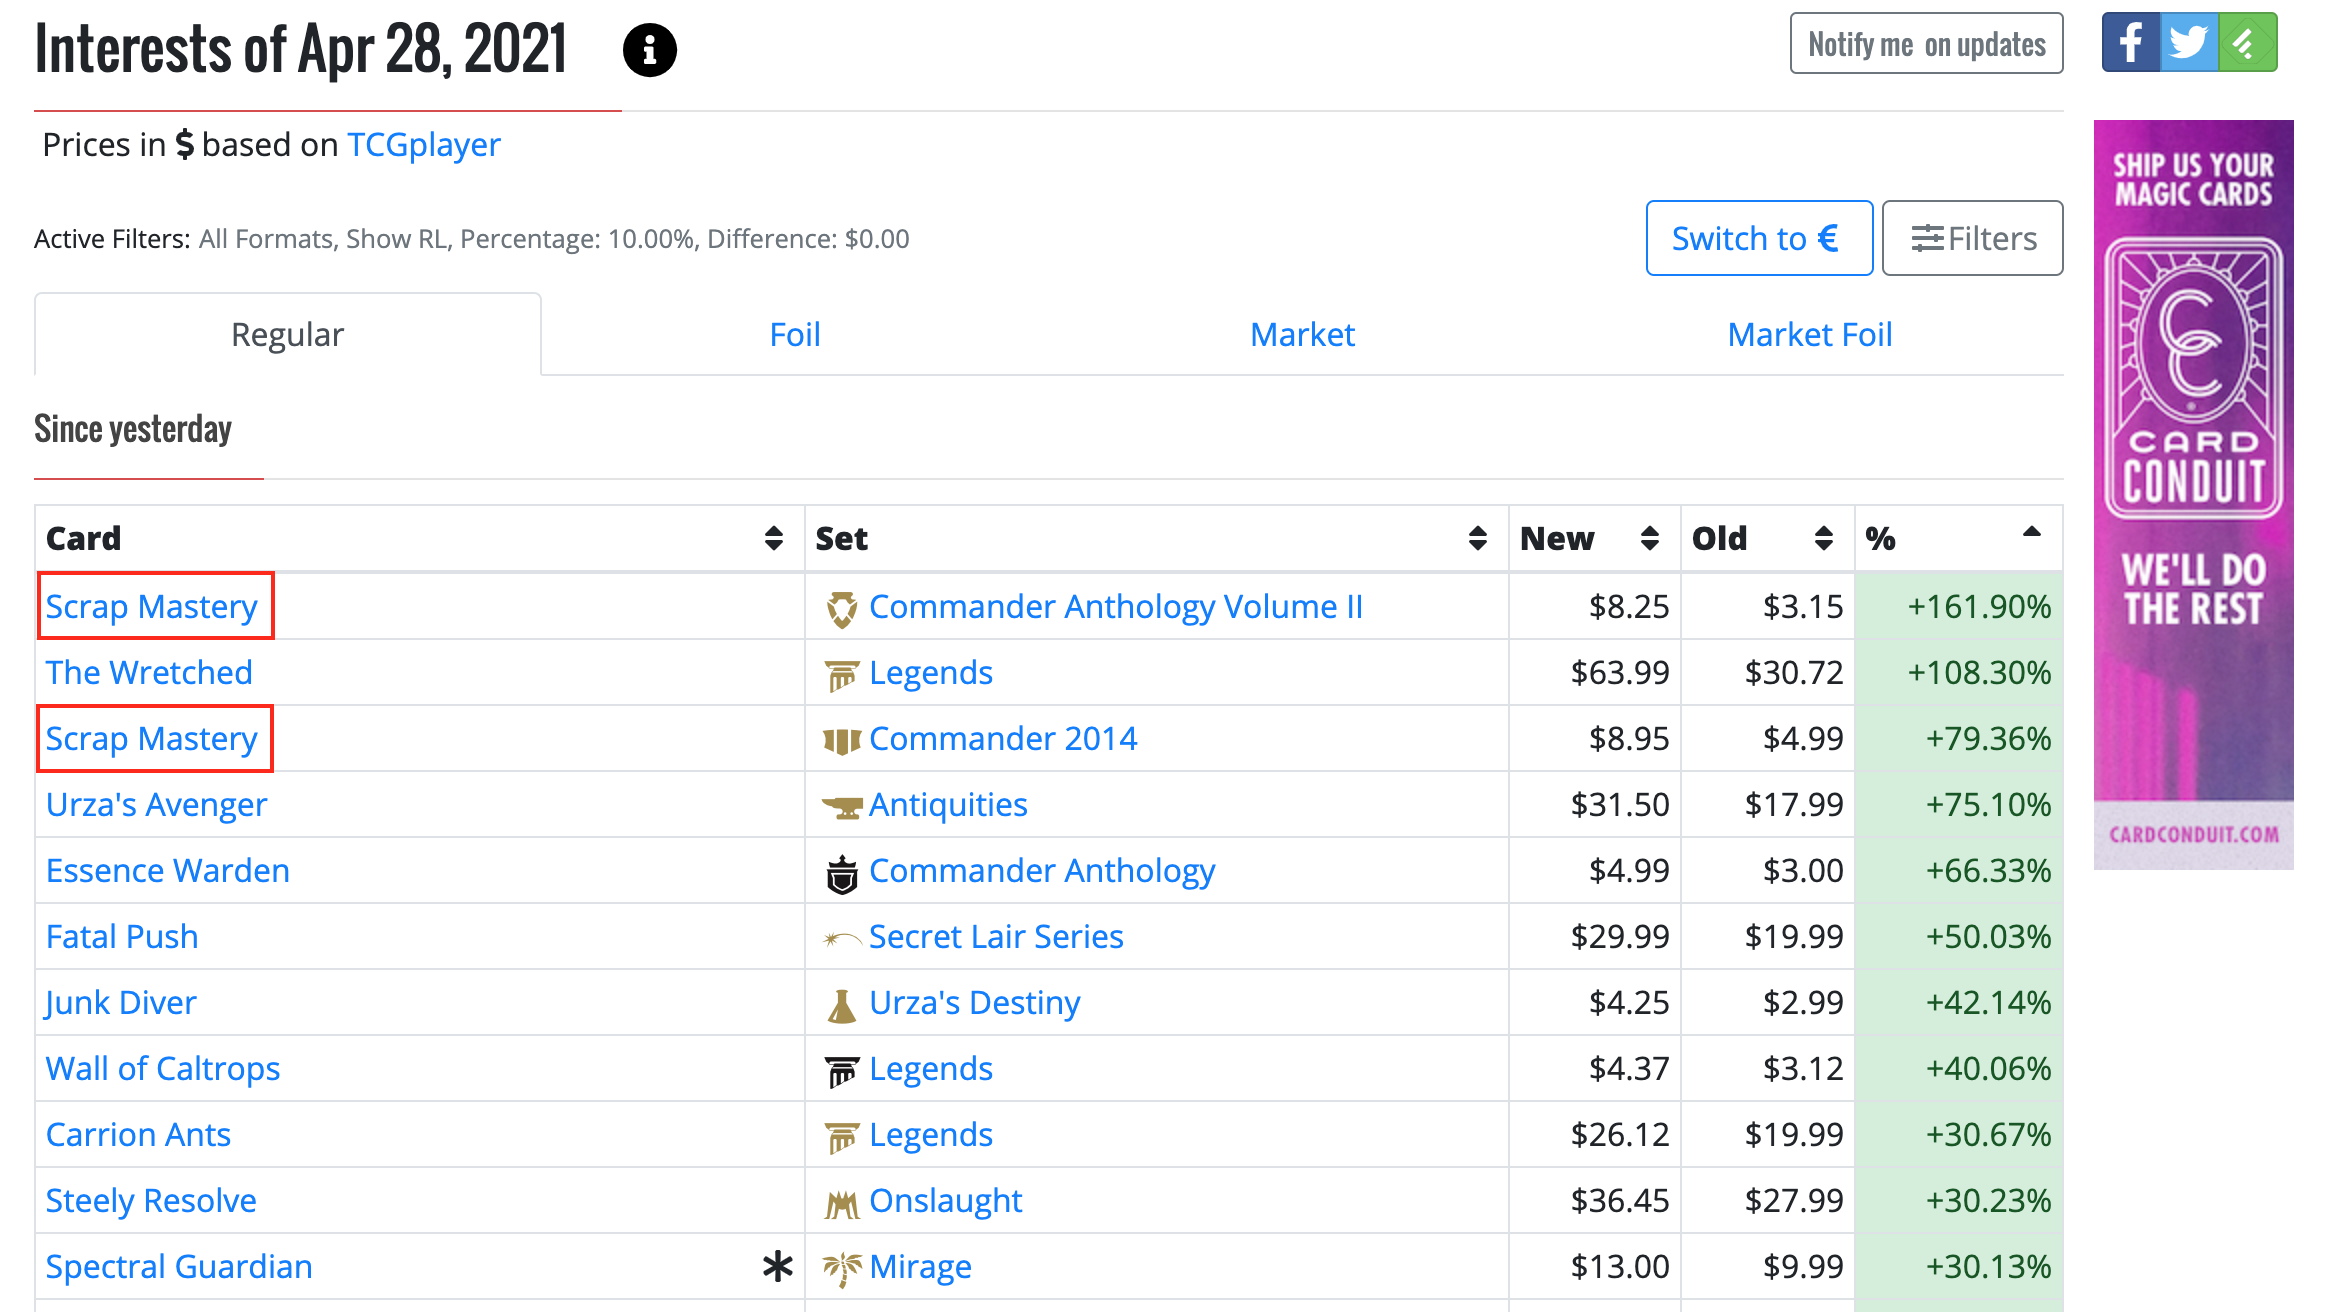 Interests of Apr 28, 2021
Notify me on updates
Prices in $ based on TCGplayer
Active Filters: All Formats, Show RL, Percentage: 10.00%, Difference: $0.00
Switch to €
Filters
Regular Foil Market Market Foil
Since yesterday
Card Set New Old %
Scrap Mastery Commander Anthology Volume II $8.25 $3.15 +161.90%
The Wretched Legends $63.99 $30.72 +108.30%
Scrap Mastery Commander 2014 $8.95 $4.99 +79.36%
Urza's Avenger Antiquities $31.50 $17.99 +75.10%
Essence Warden Commander Anthology $4.99 $3.00 +66.33%
Fatal Push Secret Lair Series $29.99 $19.99 +50.03%
Junk Diver Urza's Destiny $4.25 $2.99 +42.14%
Wall of Caltrops Legends $4.37 $3.12 +40.06%
Carrion Ants Legends $26.12 $19.99 +30.67%
Steely Resolve Onslaught $36.45 $27.99 +30.23%
Spectral Guardian * Mirage $13.00 $9.99 +30.13%
SHIP US YOUR
MAGIC CARDS
CC
CARD
CONDUIT
WE'LL DO
THE REST
CARDCONDUIT.COM